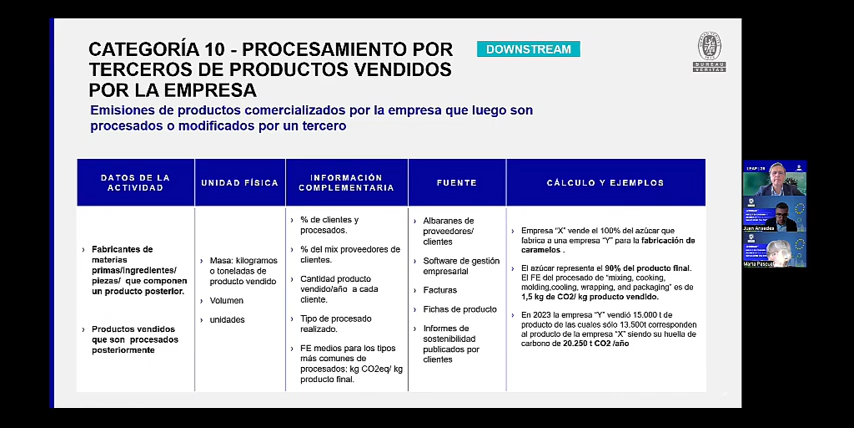 CATEGORÍA 10 - PROCESAMIENTO POR
TERCEROS DE PRODUCTOS VENDIDOS
POR LA EMPRESA
DOWNSTREAM
BUREAU
VERITAS
Emisiones de productos comercializados por la empresa que luego son
procesados o modificados por un tercero
DATOS DE LA
ACTIVIDAD
UNIDAD FÍSICA
INFORMACIÓN
COMPLEMENTARIA
FUENTE
CÁLCULO Y EJEMPLOS
› Fabricantes de
materias
primas/ingredientes/
piezas/ que componen
un producto posterior.
› Productos vendidos
que son procesados
posteriormente
› Masa: kilogramos
o toneladas de
producto vendido
› Volumen
› unidades
› % de clientes y
procesados.
› % del mix proveedores de
clientes.
› Cantidad producto
vendido/año a cada
cliente.
› Tipo de procesado
realizado.
› FE medios para los tipos
más comunes de
procesados: kg CO2eq/ kg
producto final.
› Albaranes de
proveedores/
clientes
› Software de gestión
empresarial
› Facturas
› Fichas de producto
› Informes de
sostenibilidad
publicados por
clientes
› Empresa "X" vende el 100% del azúcar que
fabrica a una empresa "Y" para la fabricación de
caramelos .
› El azúcar representa el 90% del producto final.
El FE del procesado de "mixing, cooking,
molding,cooling, wrapping, and packaging" es de
1,5 kg de CO2/ kg producto vendido.
› En 2023 la empresa "Y" vendió 15.000 t de
producto de las cuales sólo 13.500t corresponden
al producto de la empresa "X" siendo su huella de
carbono de 20.250 t CO2 /año